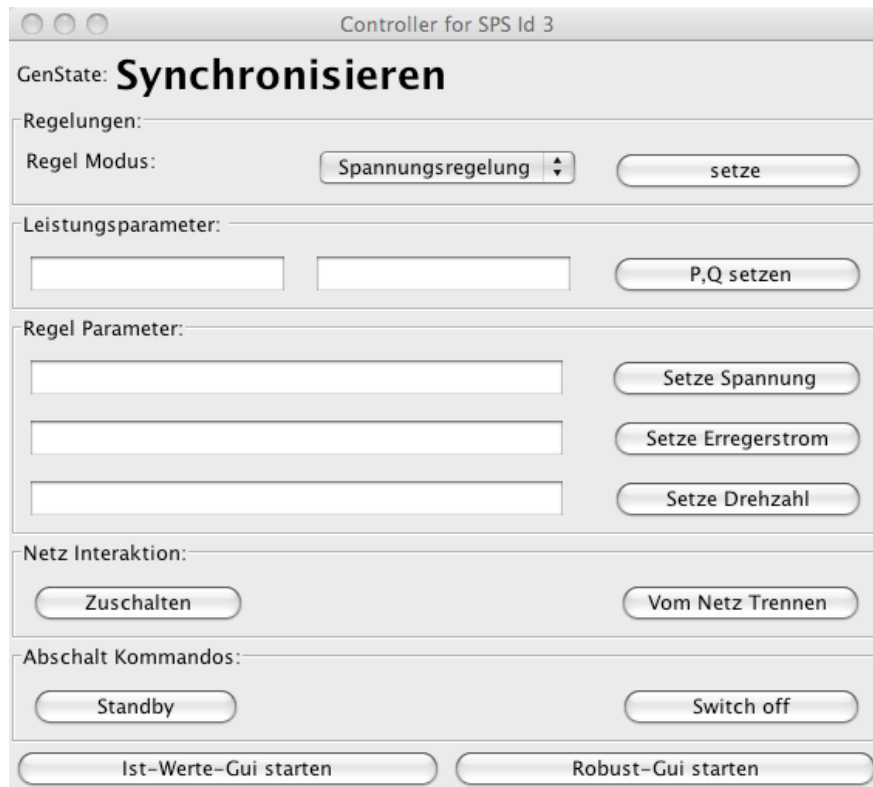 Controller for SPS Id 3
GenState: Synchronisieren
Regelungen:
Regel Modus: Spannungsregelung setze
Leistungsparameter:
P,Q setzen
Regel Parameter:
Setze Spannung
Setze Erregerstrom
Setze Drehzahl
Netz Interaktion:
Zuschalten Vom Netz Trennen
Abschalt Kommandos:
Standby Switch off
Ist-Werte-Gui starten Robust-Gui starten